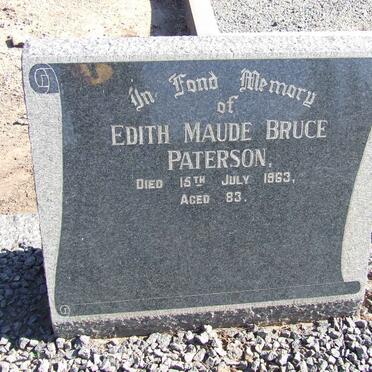 In Fond Memory
of
EDITH MAUDE BRUCE
PATERSON,
DIED 15TH JULY 1963,
AGED 83.